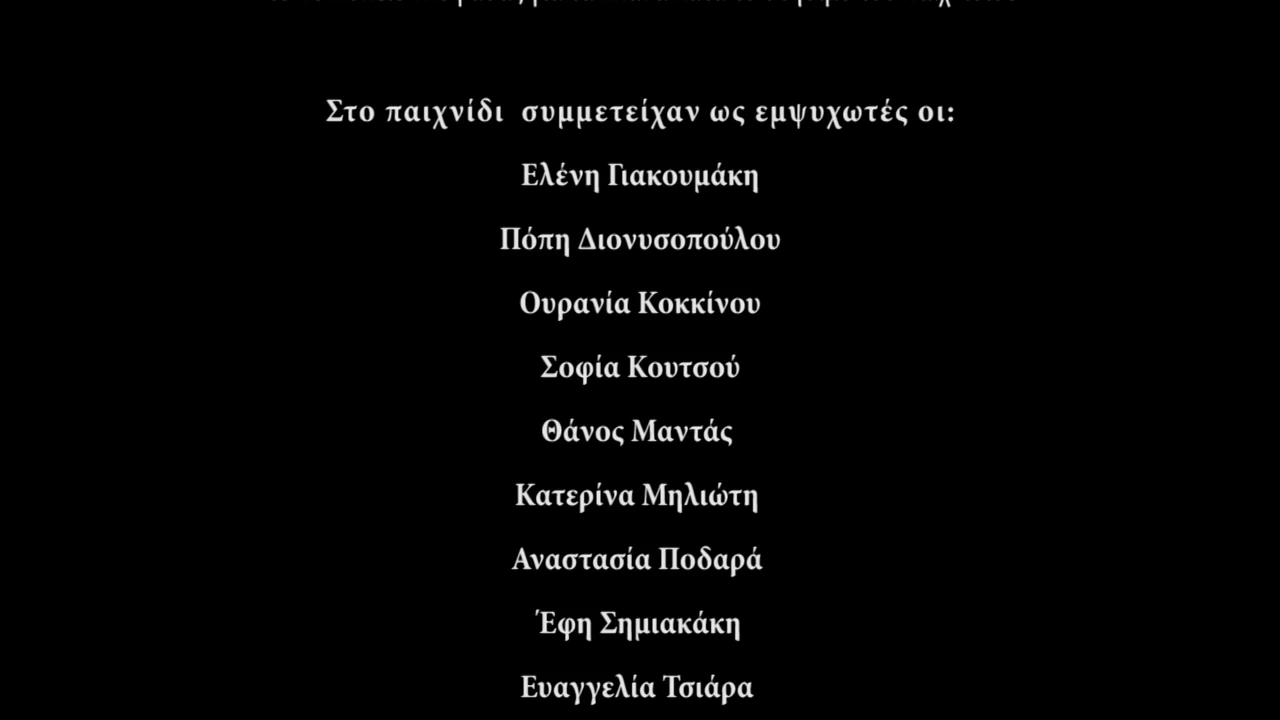 Στο παιχνίδι συμμετείχαν ως εμψυχωτές οι:
Ελένη Γιακουμάκη
Πόπη Διονυσοπούλου
Ουρανία Κοκκίνου
Σοφία Κουτσού
Θάνος Μαντάς
Κατερίνα Μηλιώτη
Αναστασία Ποδαρά
Έφη Σημιακάκη
Ευαγγελία Τσιάρα